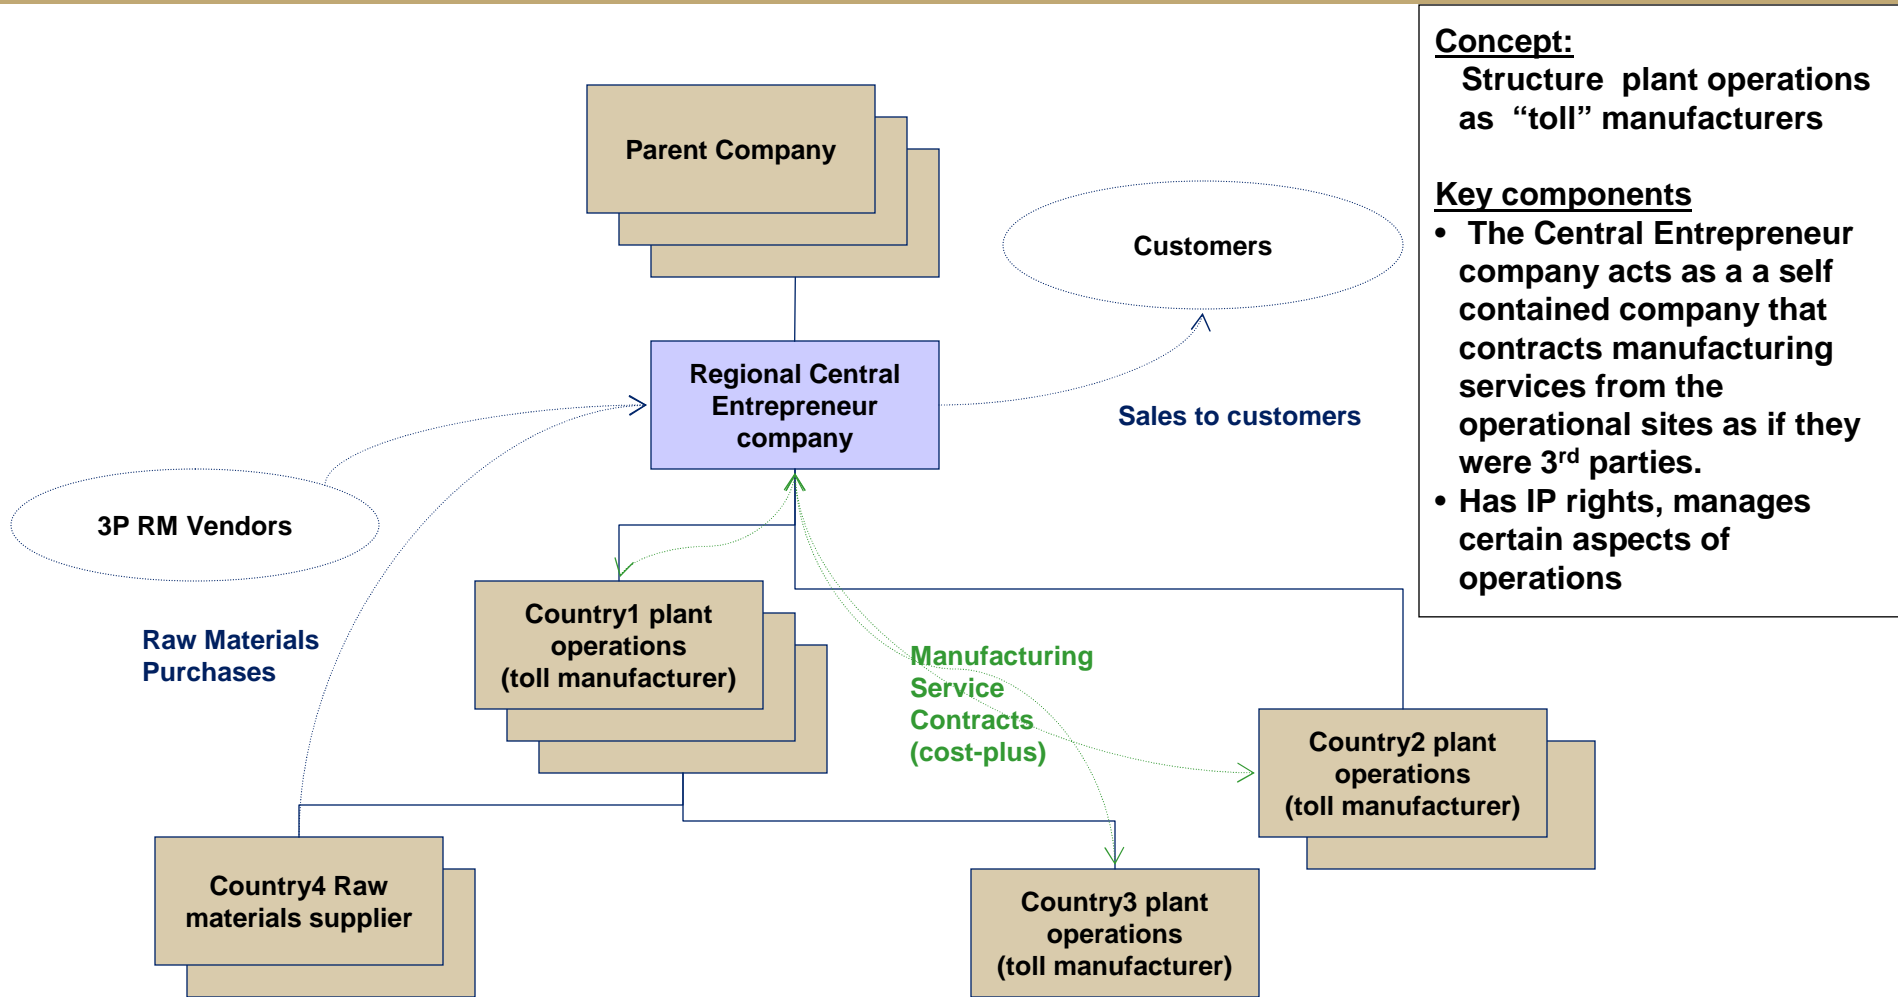 Parent Company
Customers
Regional Central
Entrepreneur
company
Sales to customers
3P RM Vendors
Raw Materials
Purchases
Country1 plant
operations
(toll manufacturer)
Manufacturing
Service
Contracts
(cost-plus)
Country2 plant
operations
(toll manufacturer)
Country4 Raw
materials supplier
Country3 plant
operations
(toll manufacturer)
Concept:
Structure plant operations
as “toll” manufacturers
Key components
• The Central Entrepreneur
company acts as a a self
contained company that
contracts manufacturing
services from the
operational sites as if they
were 3rd parties.
• Has IP rights, manages
certain aspects of
operations